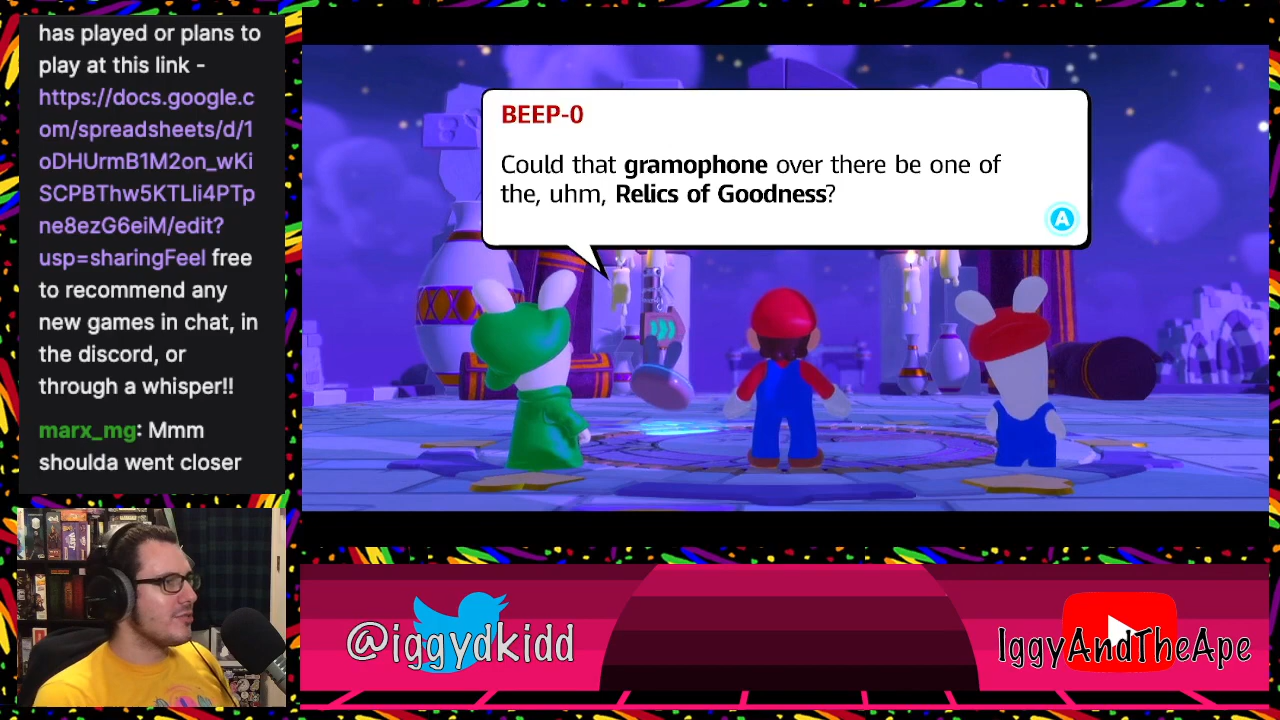 has played or plans to
play at this link -
https://docs.google.c
om/spreadsheets/d/1
oDHUrmB1M2on_wKi
SCPBThw5KTLli4PTp
ne8ezG6eiM/edit?
usp=sharingFeel free
to recommend any
new games in chat, in
the discord, or
through a whisper!!
marx_mg: Mmm
shoulda went closer
BEEP-0
Could that gramophone over there be one of
the, uhm, Relics of Goodness?
A
@iggydkidd
IggyAndTheApe